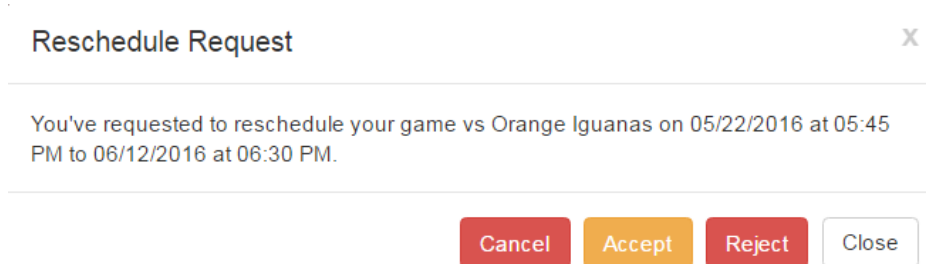 Reschedule Request
X
You've requested to reschedule your game vs Orange Iguanas on 05/22/2016 at 05:45
PM to 06/12/2016 at 06:30 PM.
Cancel Accept Reject Close